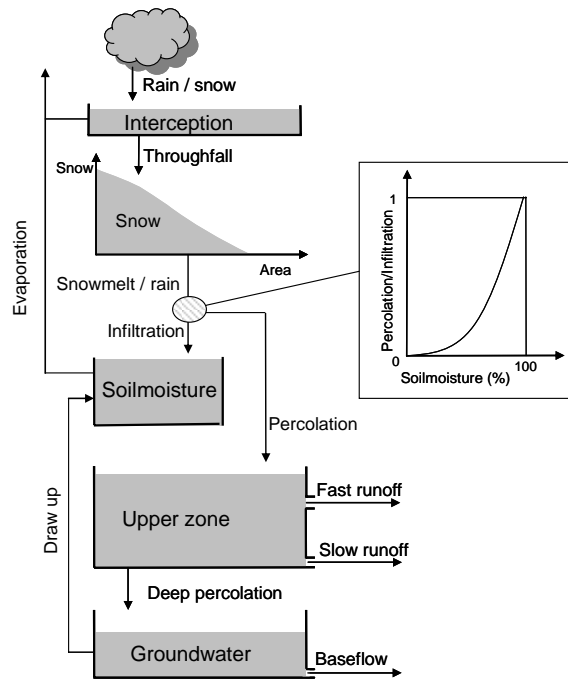 Rain / snow
Interception
Throughfall
Snow
Snow
Area
Snowmelt / rain
Infiltration
Evaporation
Soilmoisture
Percolation
Percolation/Infiltration
1
0
100
Soilmoisture (%)
Upper zone
Fast runoff
Slow runoff
Draw up
Deep percolation
Groundwater
Baseflow